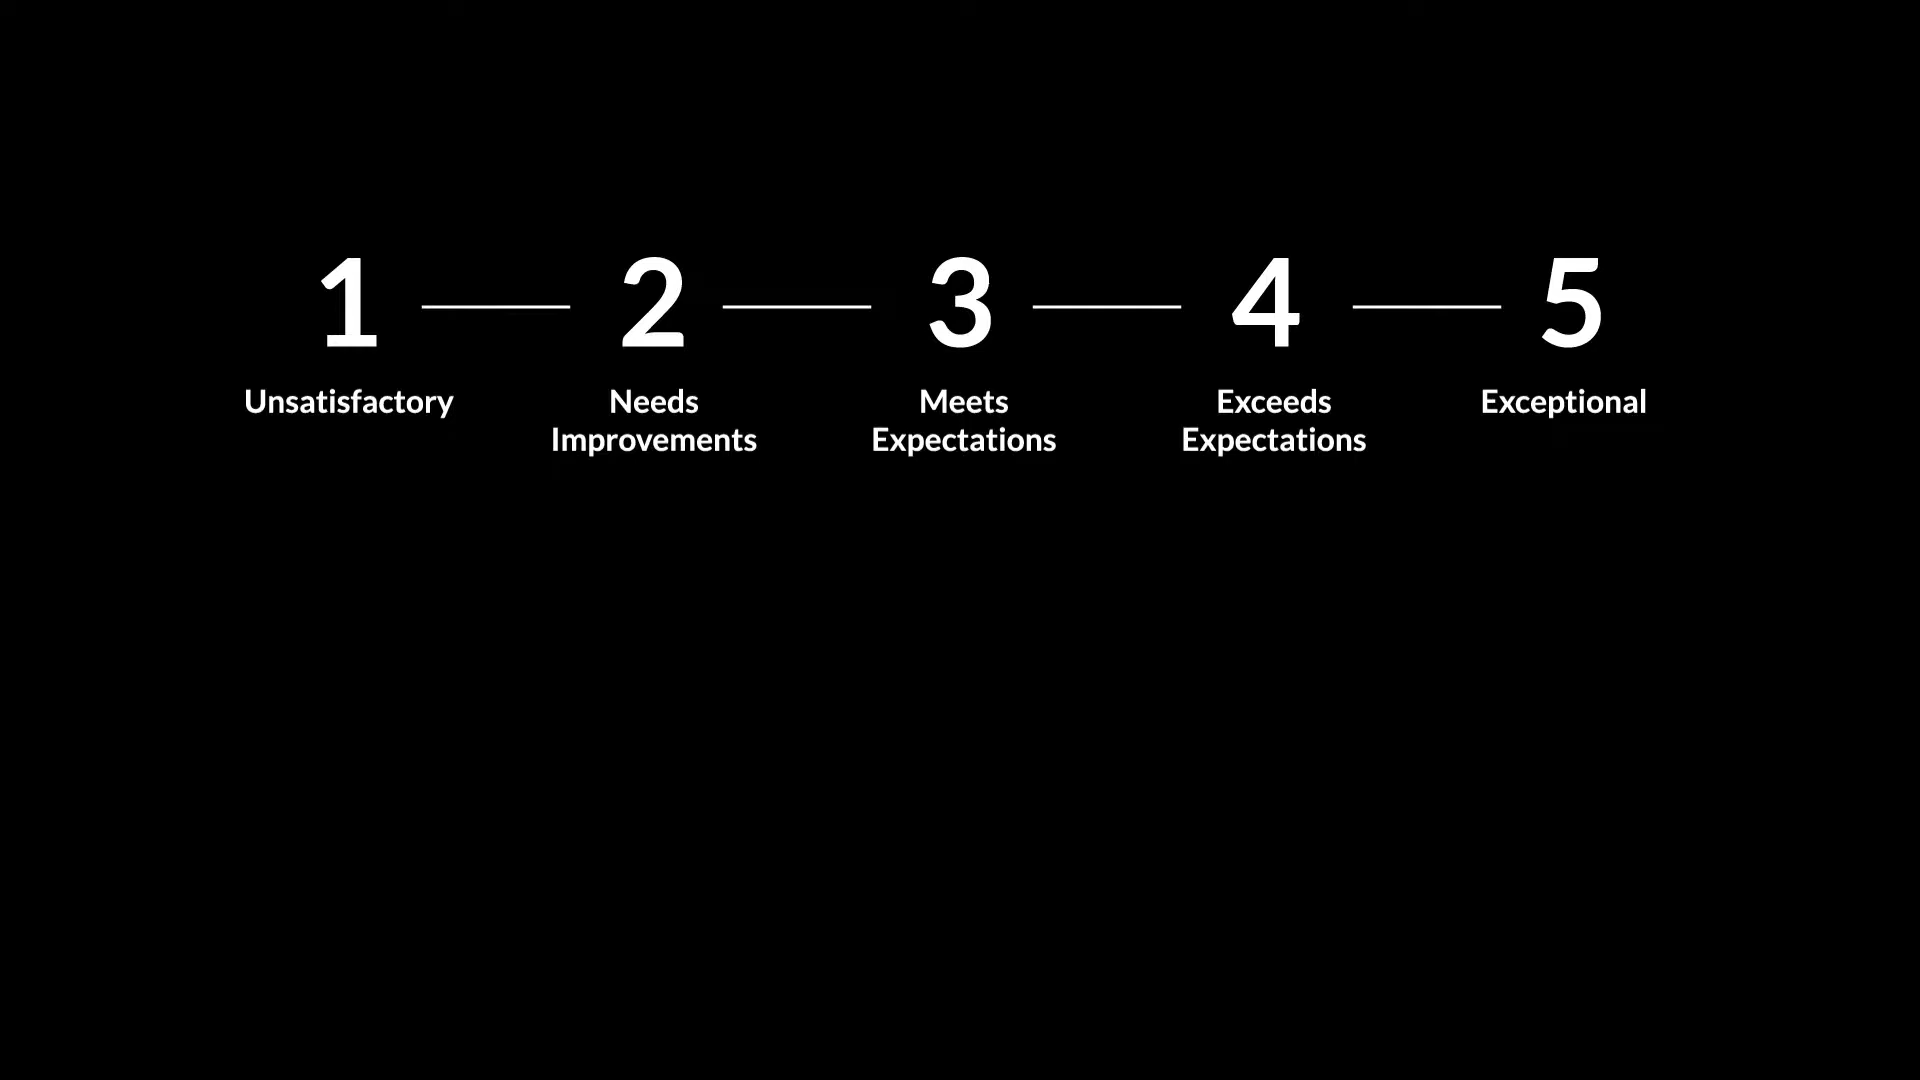 1 2 3 4 5
Unsatisfactory
Needs
Improvements
Meets
Expectations
Exceeds
Expectations
Exceptional